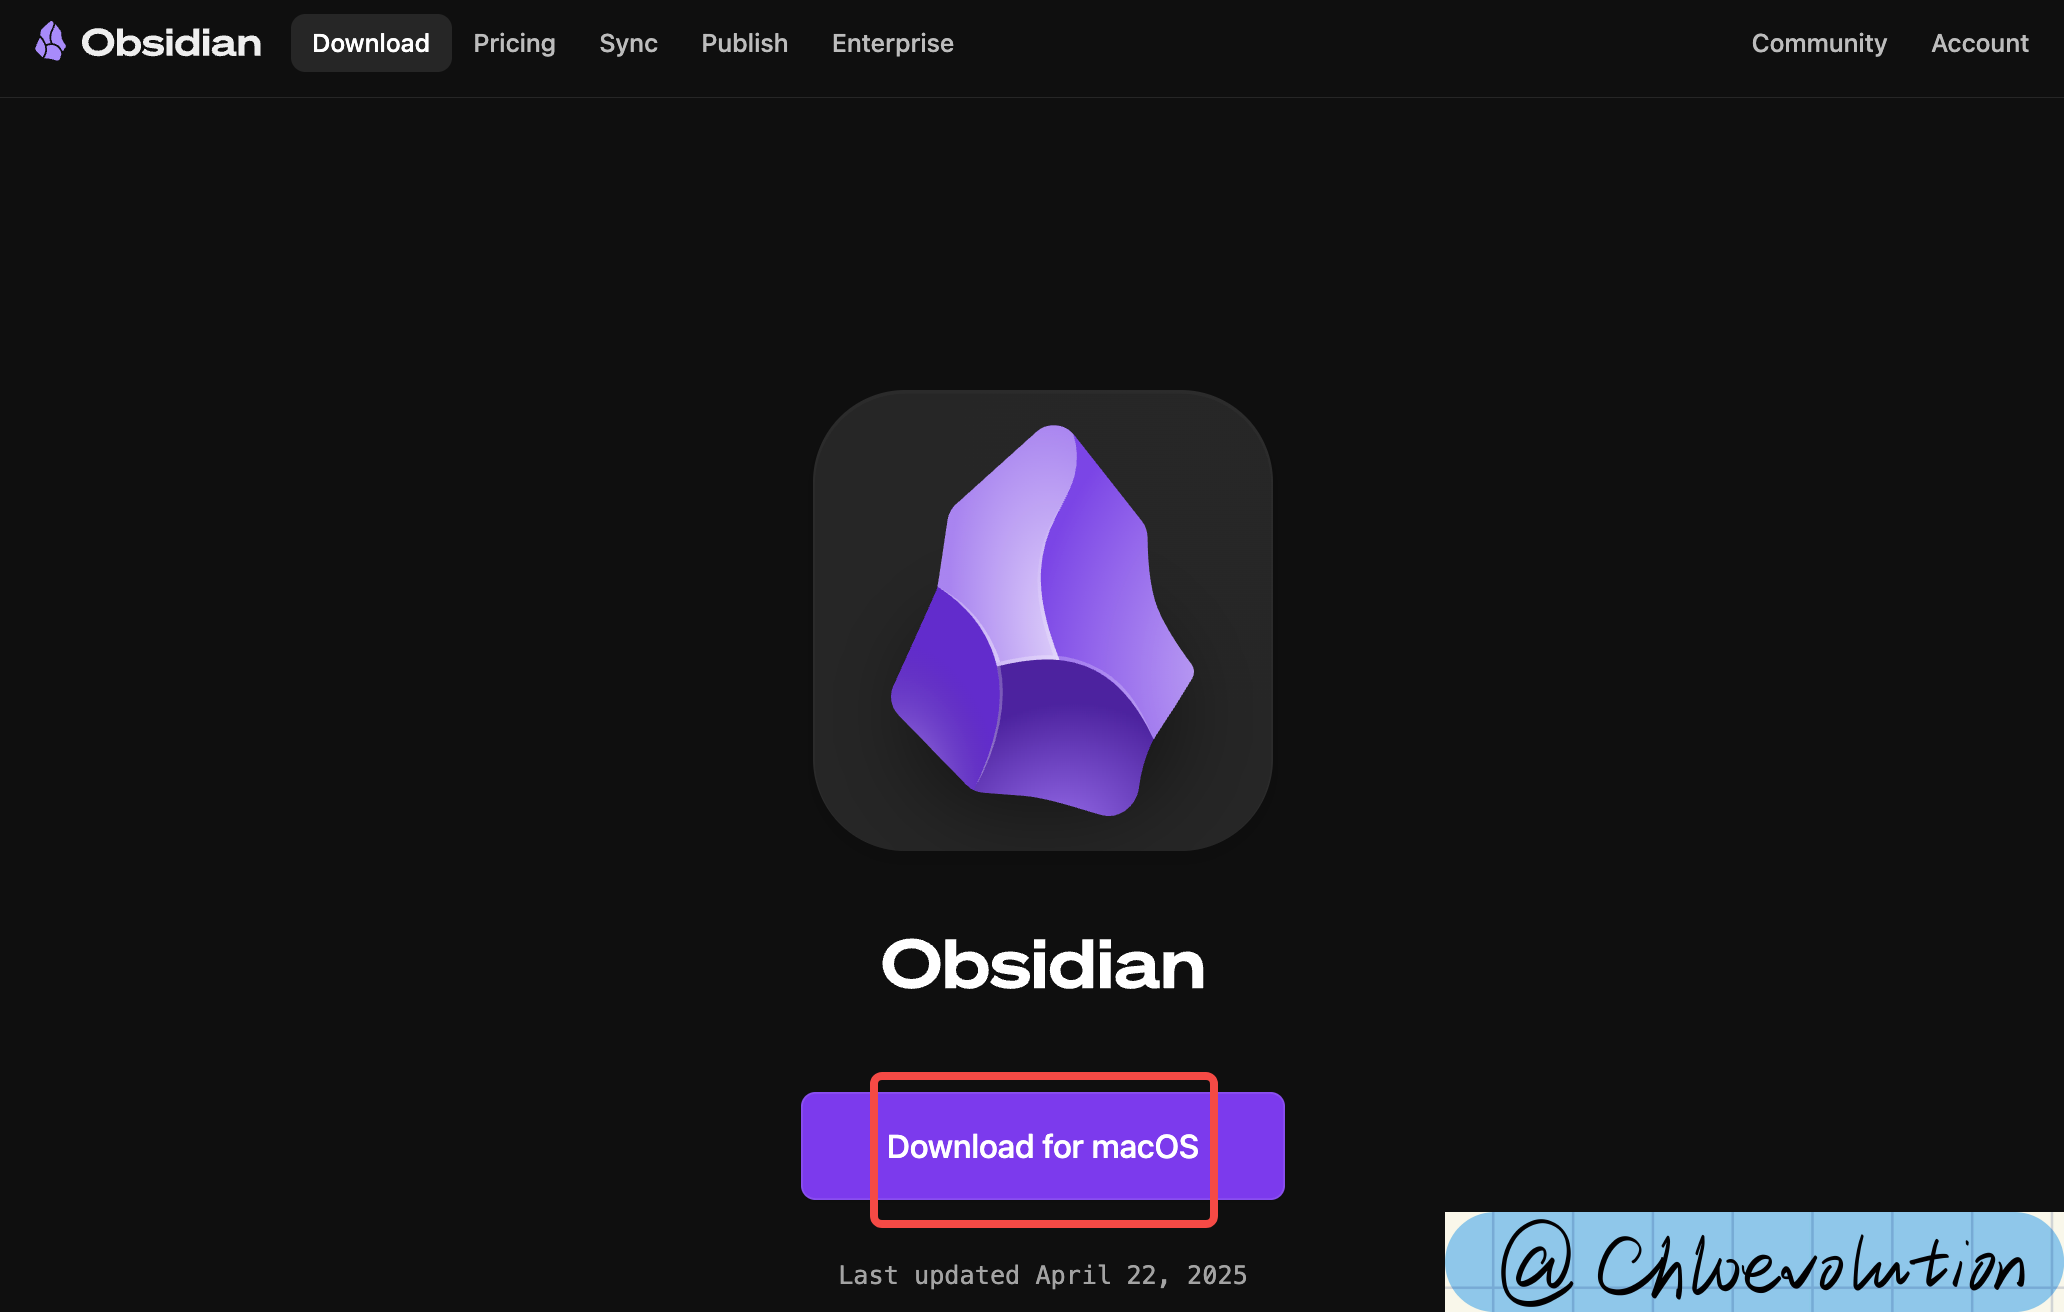 Obsidian Download Pricing Sync Publish Enterprise Community Account
Obsidian
Download for macOS
Last updated April 22, 2025
@Chloevolution